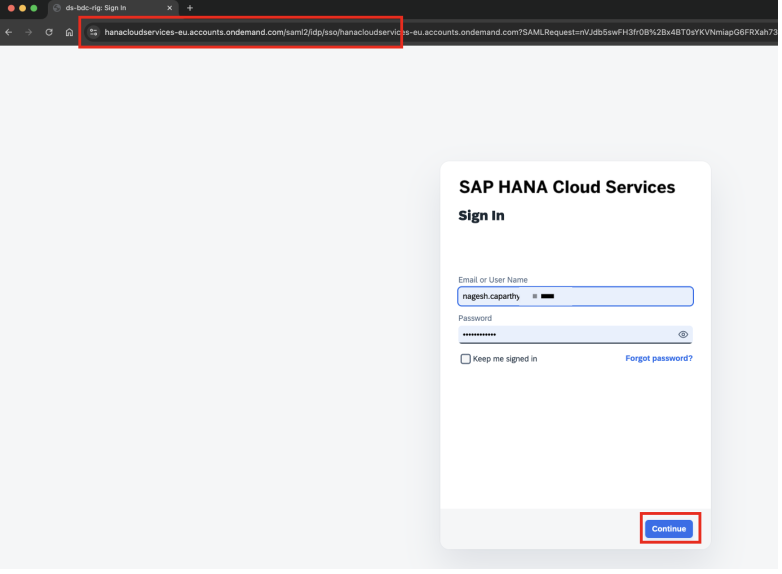 ds-bdc-rig: Sign In
hanacloudservices-eu.accounts.ondemand.com/saml2/idp/sso/hanacloudservices-eu.accounts.ondemand.com?SAMLRequest=nVJdb5swFH3fr0B%2Bx4BT0sYKVNmiapG6FRXah73
SAP HANA Cloud Services
Sign In
Email or User Name
nagesh.caparthy
Password
Keep me signed in
Forgot password?
Continue